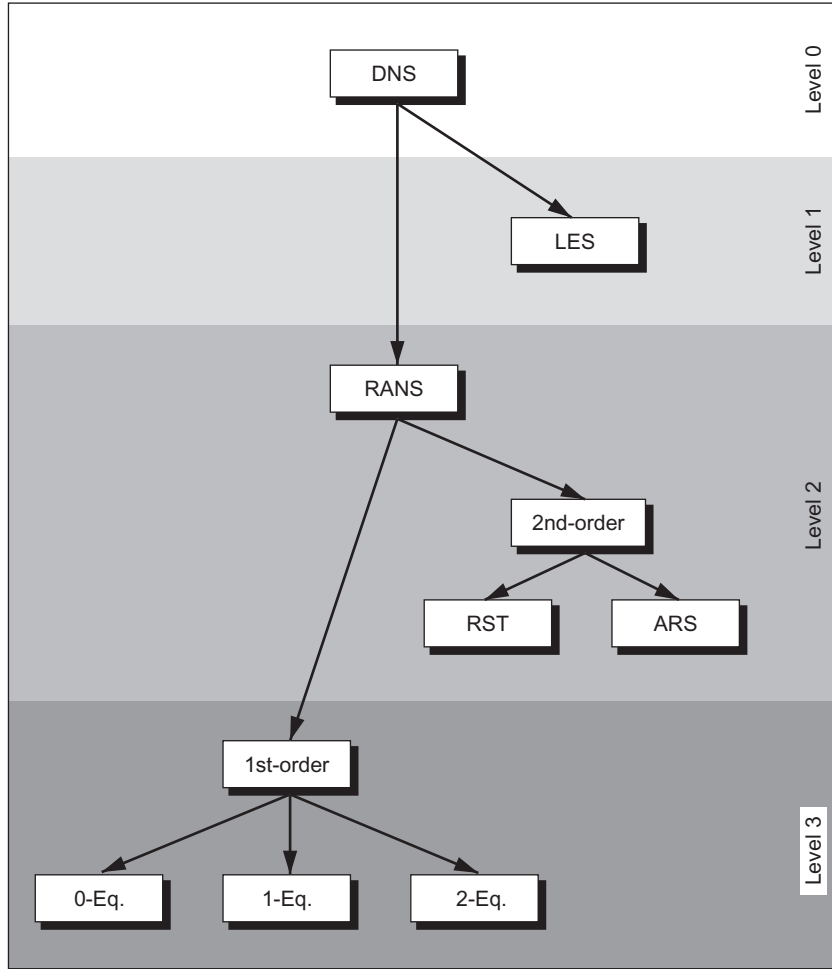 DNS
Level 0
LES
Level 1
RANS
2nd-order
Level 2
RST
ARS
1st-order
Level 3
0-Eq.
1-Eq.
2-Eq.